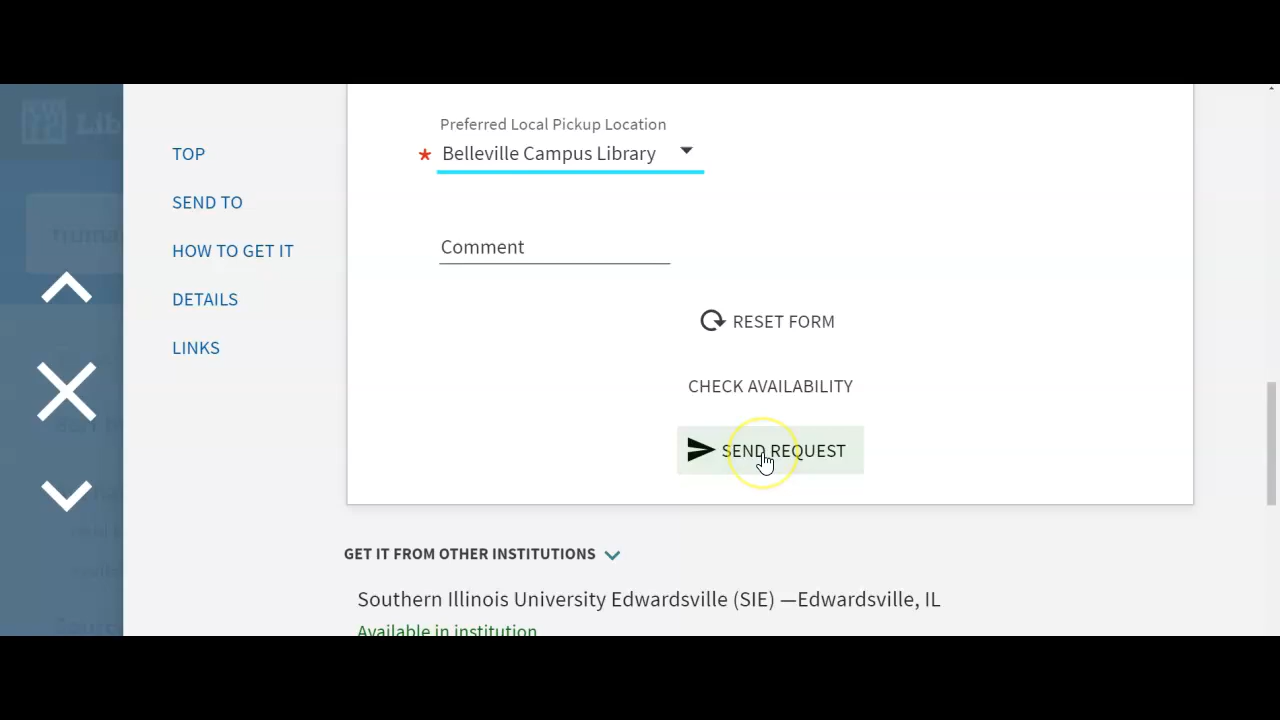 Lib
Preferred Local Pickup Location
* Belleville Campus Library
TOP
SEND TO
Comment
HOW TO GET IT
DETAILS
RESET FORM
LINKS
CHECK AVAILABILITY
SEND REQUEST
GET IT FROM OTHER INSTITUTIONS
Southern Illinois University Edwardsville (SIE) —Edwardsville, IL
Available in institution